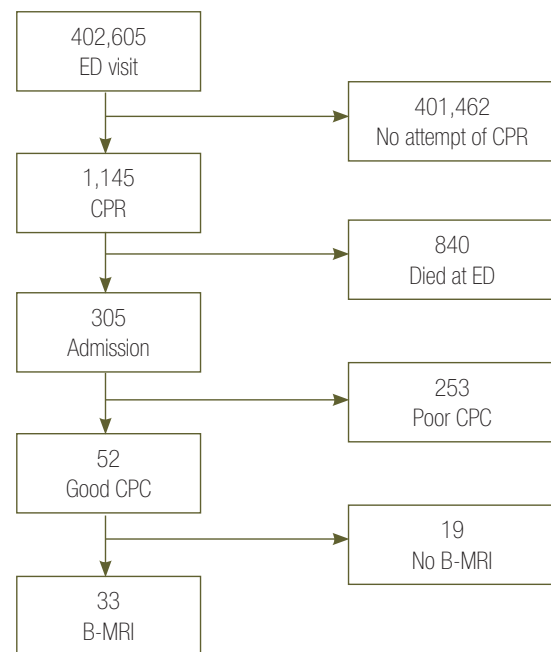 402,605
ED visit
401,462
No attempt of CPR
1,145
CPR
840
Died at ED
305
Admission
253
Poor CPC
52
Good CPC
19
No B-MRI
33
B-MRI